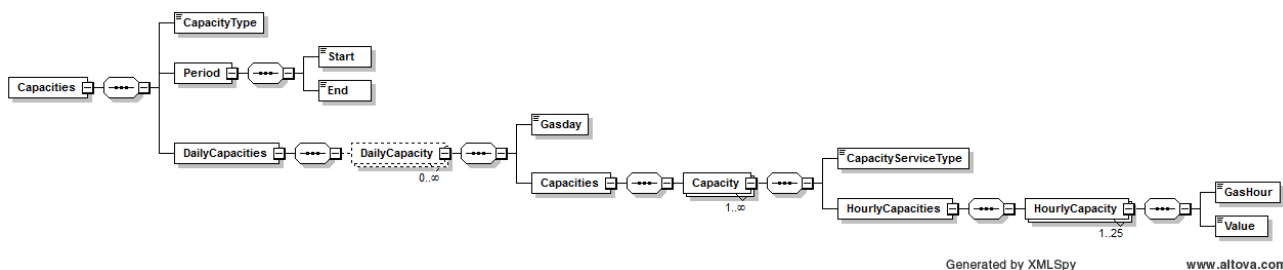 CapacityType
Start
Period
End
Capacities
Gasday
DailyCapacities
DailyCapacity
0..∞
CapacityServiceType
Capacities
Capacity
1..∞
GasHour
HourlyCapacities
HourlyCapacity
1..25
Value
Generated by XMLSpy
www.altova.con